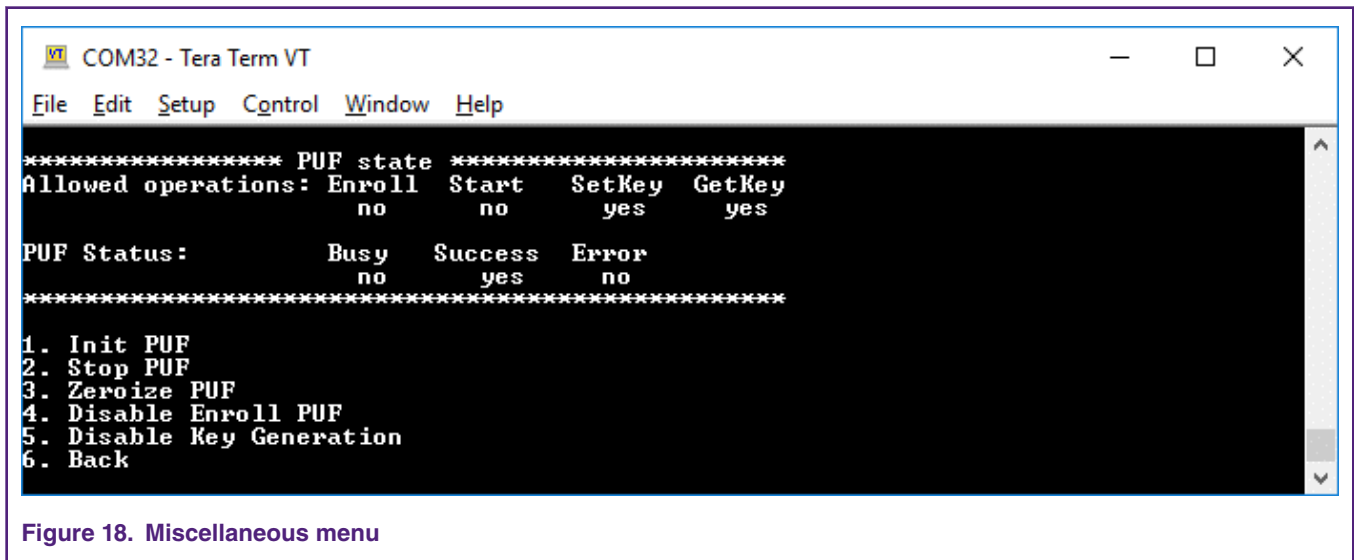 VT COM32 - Tera Term VT
File Edit Setup Control Window Help
***************** PUF state **********************
Allowed operations: Enroll Start SetKey GetKey
no no yes yes
PUF Status: Busy Success Error
no yes no
**************************************************
1. Init PUF
2. Stop PUF
3. Zeroize PUF
4. Disable Enroll PUF
5. Disable Key Generation
6. Back
Figure 18. Miscellaneous menu